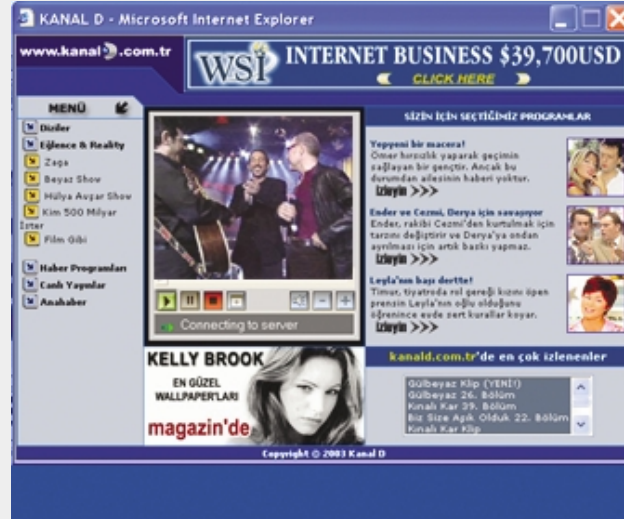 KANAL D - Microsoft Internet Explorer
www.kanalD.com.tr
WSI INTERNET BUSINESS $39,700USD
CLICK HERE
MENÜ
Diziler
Eğlence & Reality
Zaga
Beyaz Show
Hülya Avşar Show
Kim 500 Milyar
İster
Film Gibi
Haber Programları
Canlı Yayınlar
Anahaber
Connecting to server
SİZİN İÇİN SEÇTİĞİMİZ PROGRAMLAR
Yepyeni bir macera!
Ömer hırsızlık yaparak geçimin
sağlayan bir gençtir. Ancak bu
durumdan ailesinin haberi yoktur.
İzleyin >>>
Ender ve Cezmi, Derya için savaşıyor
Ender, rakibi Cezmi'den kurtulmak için
tarzını değiştirir ve Derya'ya ondan
ayrılması için artık baskı yapmaz.
İzleyin >>>
Leyla'nın başı dertte!
Timur, tiyatroda rol gereği kızını öpen
prensin Leyla'nın oğlu olduğunu
öğrenince evde sert kurallar koyar.
İzleyin >>>
KELLY BROOK
EN GÜZEL
WALLPAPER'LARI
magazin'de
kanald.com.tr'de en çok izlenenler
Gülbeyaz Klip (YENİ!)
Gülbeyaz 26. Bölüm
Kınalı Kar 39. Bölüm
Biz Size Aşık Olduk 22. Bölüm
Kınalı Kar Klip
Copyright © 2003 Kanal D